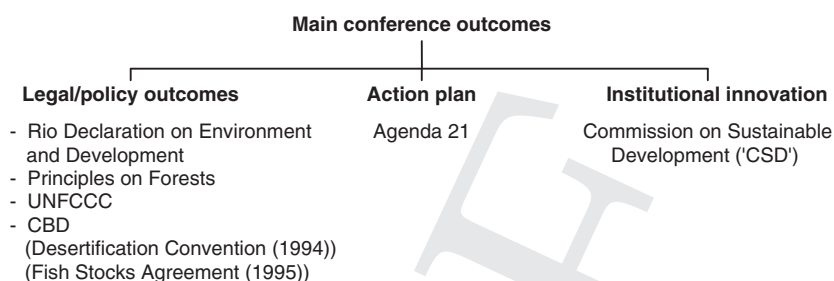 Main conference outcomes
Legal/policy outcomes
- Rio Declaration on Environment
and Development
- Principles on Forests
- UNFCCC
- CBD
(Desertification Convention (1994))
(Fish Stocks Agreement (1995))
Action plan
Agenda 21
Institutional innovation
Commission on Sustainable
Development ('CSD')